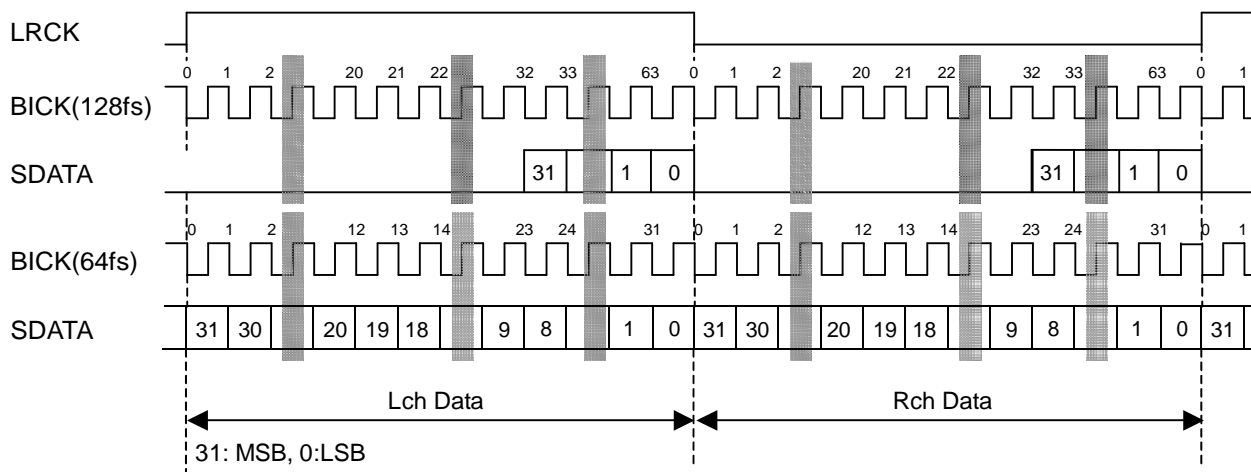 LRCK
0 1 2 20 21 22 32 33 63 0 1 2 20 21 22 32 33 63 0 1
BICK(128fs)
SDATA 31 1 0 31 1 0
0 1 2 12 13 14 23 24 31 0 1 2 12 13 14 23 24 31 0 1
BICK(64fs)
SDATA 31 30 20 19 18 9 8 1 0 31 30 20 19 18 9 8 1 0 31
Lch Data Rch Data
31: MSB, 0:LSB